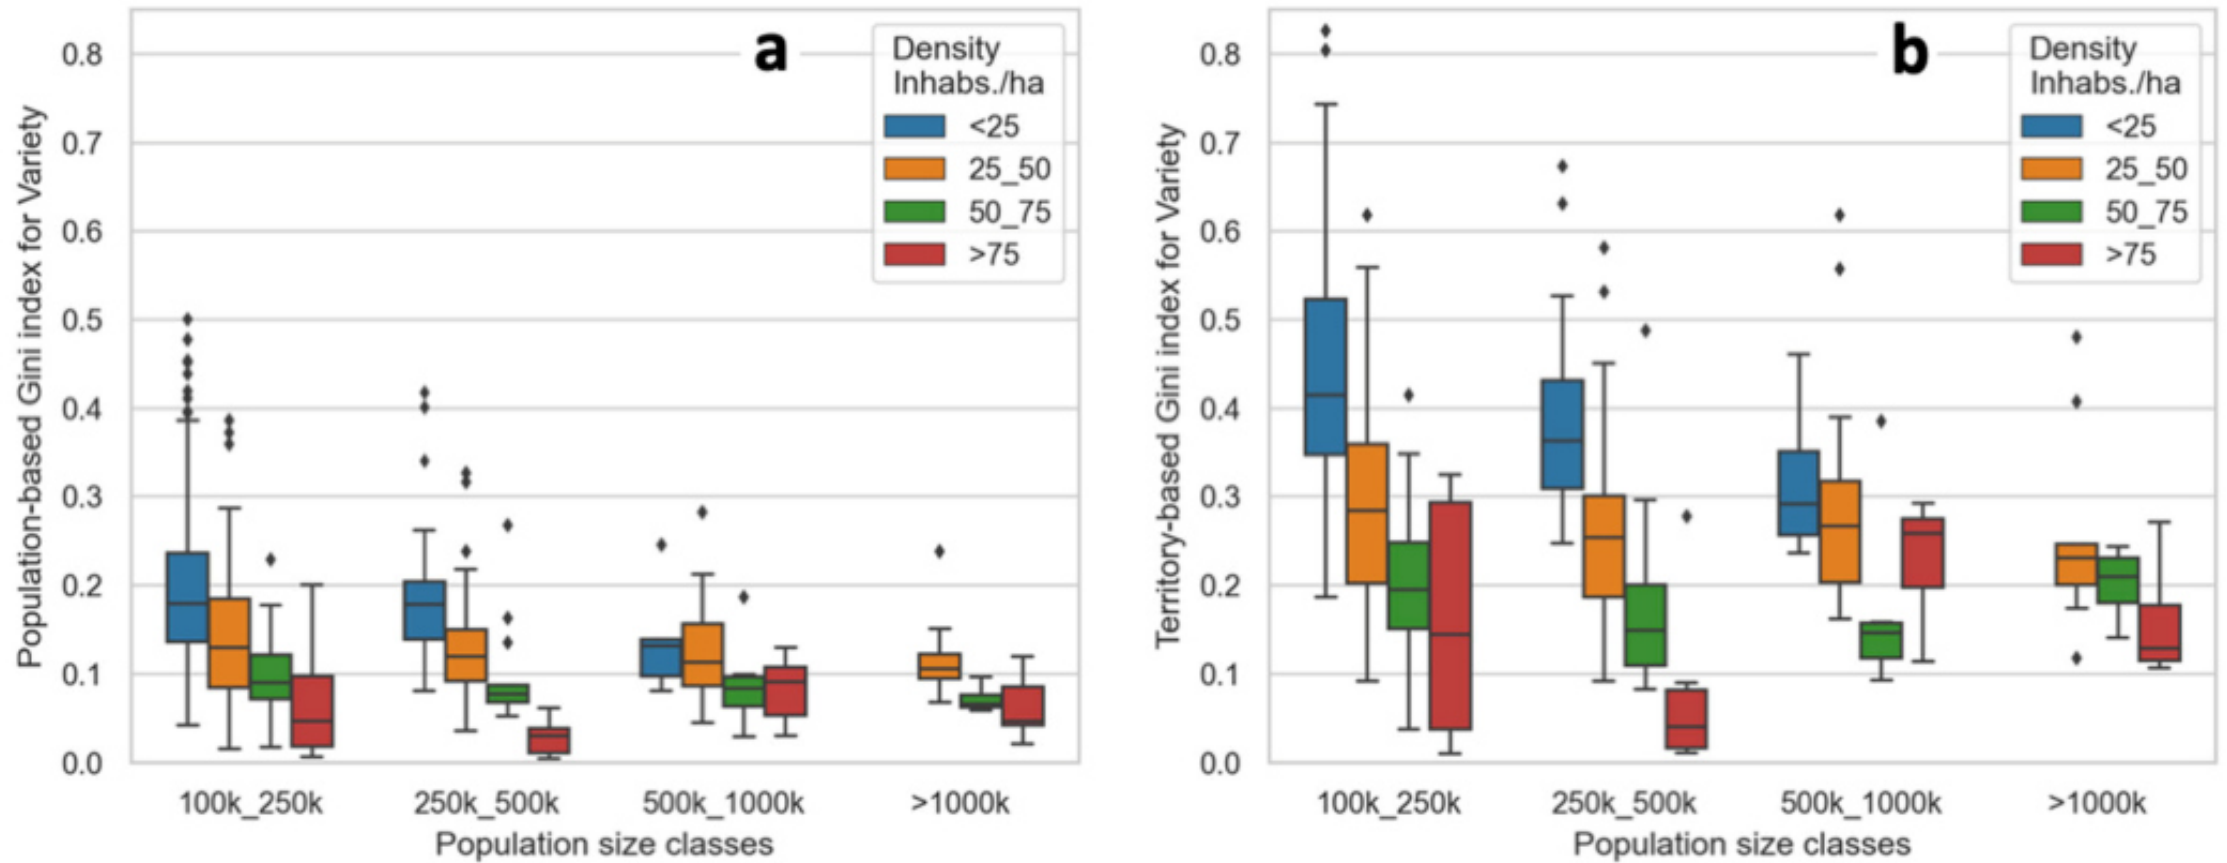 a
Density
Inhabs./ha
<25
25_50
50_75
>75
Population-based Gini index for Variety
0.8
0.7
0.6
0.5
0.4
0.3
0.2
0.1
0.0
100k_250k 250k_500k 500k_1000k >1000k
Population size classes
b
Density
Inhabs./ha
<25
25_50
50_75
>75
Territory-based Gini index for Variety
0.8
0.7
0.6
0.5
0.4
0.3
0.2
0.1
0.0
100k_250k 250k_500k 500k_1000k >1000k
Population size classes